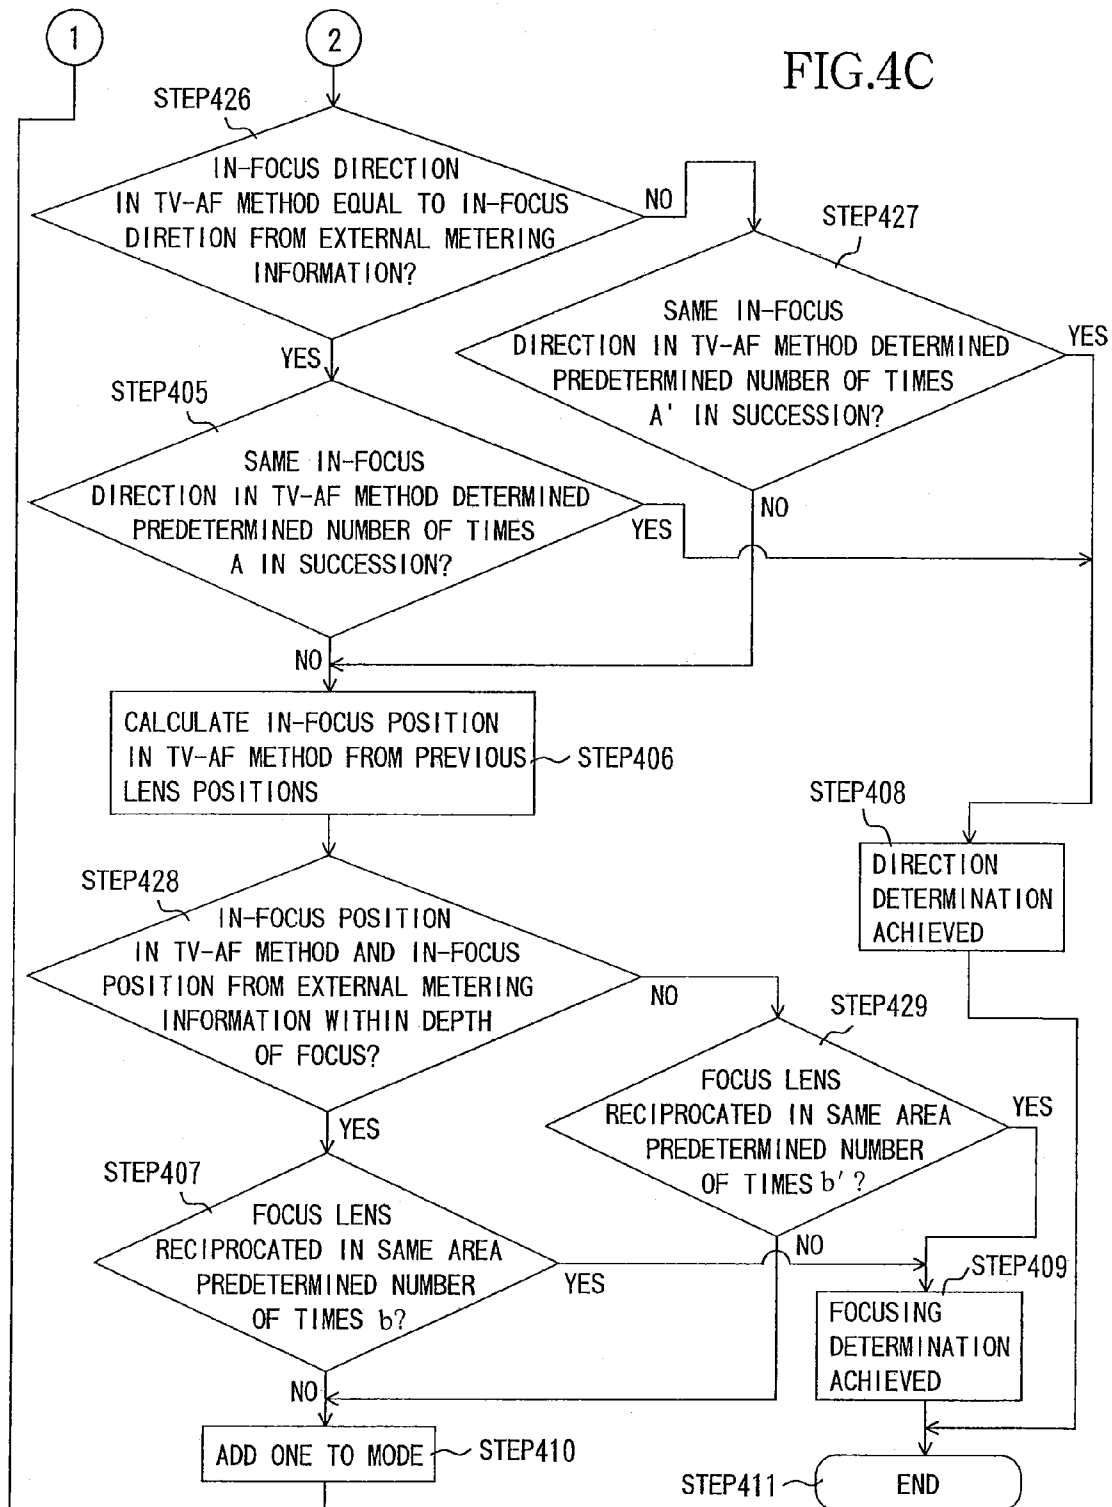 1
2
FIG.4C
STEP426
IN-FOCUS DIRECTION
IN TV-AF METHOD EQUAL TO IN-FOCUS
DIRETION FROM EXTERNAL METERING
INFORMATION?
NO
YES
STEP427
SAME IN-FOCUS
DIRECTION IN TV-AF METHOD DETERMINED
PREDETERMINED NUMBER OF TIMES
A' IN SUCCESSION?
YES
NO
STEP405
SAME IN-FOCUS
DIRECTION IN TV-AF METHOD DETERMINED
PREDETERMINED NUMBER OF TIMES
A IN SUCCESSION?
YES
NO
CALCULATE IN-FOCUS POSITION
IN TV-AF METHOD FROM PREVIOUS
LENS POSITIONS
STEP406
STEP408
DIRECTION
DETERMINATION
ACHIEVED
STEP428
IN-FOCUS POSITION
IN TV-AF METHOD AND IN-FOCUS
POSITION FROM EXTERNAL METERING
INFORMATION WITHIN DEPTH
OF FOCUS?
NO
YES
STEP429
FOCUS LENS
RECIPROCATED IN SAME AREA
PREDETERMINED NUMBER
OF TIMES b'?
YES
NO
STEP407
FOCUS LENS
RECIPROCATED IN SAME AREA
PREDETERMINED NUMBER
OF TIMES b?
YES
NO
STEP409
FOCUSING
DETERMINATION
ACHIEVED
ADD ONE TO MODE
STEP410
STEP411
END